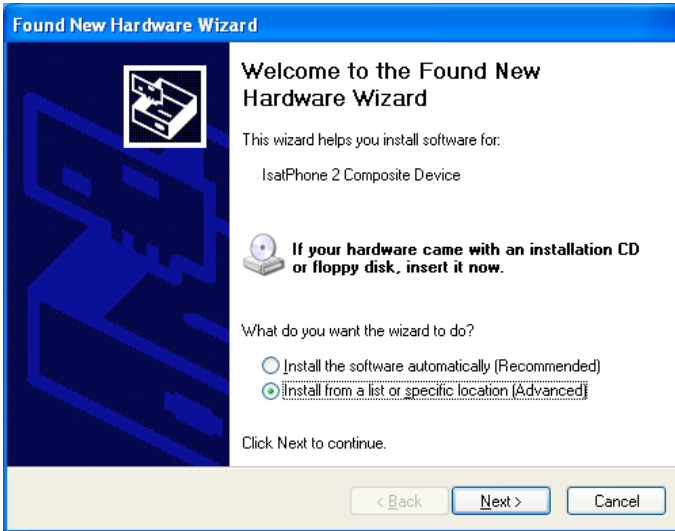 Found New Hardware Wizard
Welcome to the Found New
Hardware Wizard
This wizard helps you install software for:
IsatPhone 2 Composite Device
If your hardware came with an installation CD
or floppy disk, insert it now.
What do you want the wizard to do?
Install the software automatically (Recommended)
Install from a list or specific location (Advanced)
Click Next to continue.
< Back Next > Cancel